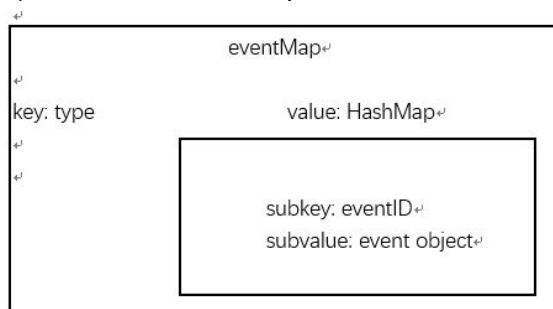 eventMap
key: type value: HashMap
subkey: eventID
subvalue: event object